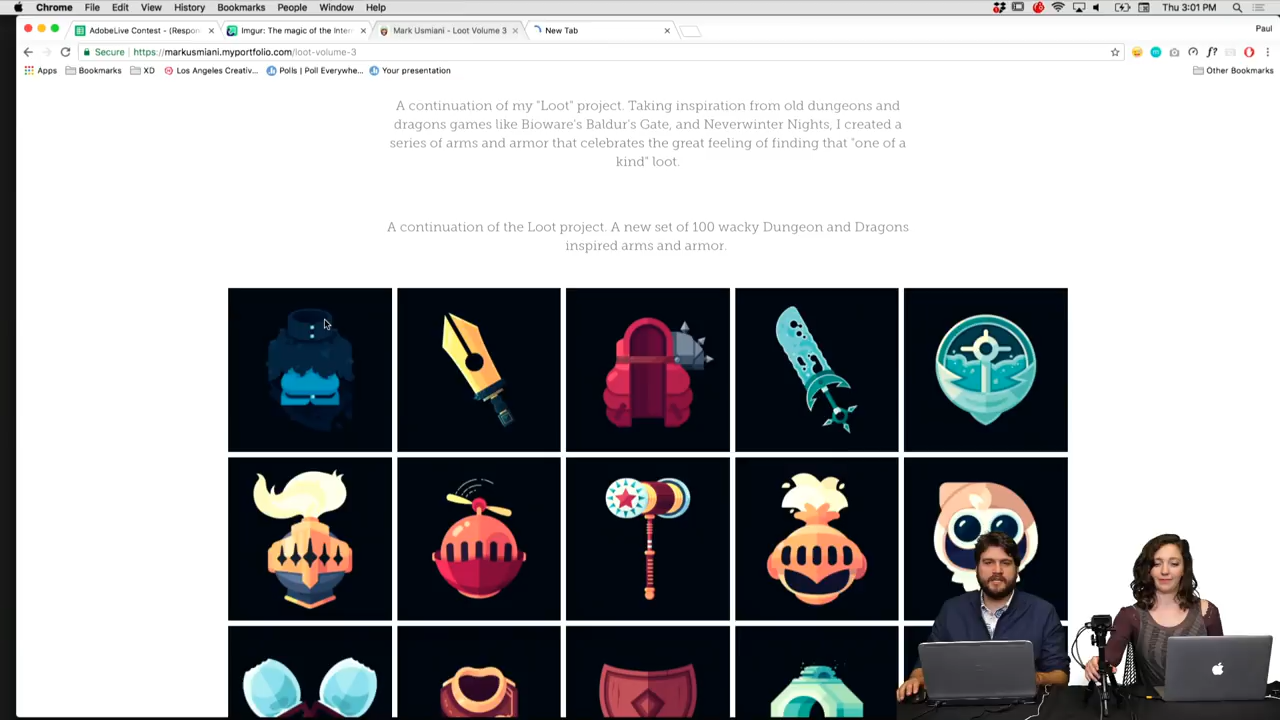 Chrome File Edit View History Bookmarks People Window Help Thu 3:01 PM
AdobeLive Contest - (Respon Imgur: The magic of the Inter Mark Usmiani - Loot Volume 3 New Tab Paul
Secure https://markusmiani.myportfolio.com/loot-volume-3 f?
Apps Bookmarks XD Los Angeles Creativ... Polls | Poll Everywhe... Your presentation Other Bookmarks
A continuation of my "Loot" project. Taking inspiration from old dungeons and
dragons games like Bioware's Baldur's Gate, and Neverwinter Nights, I created a
series of arms and armor that celebrates the great feeling of finding that "one of a
kind" loot.
A continuation of the Loot project. A new set of 100 wacky Dungeon and Dragons
inspired arms and armor.